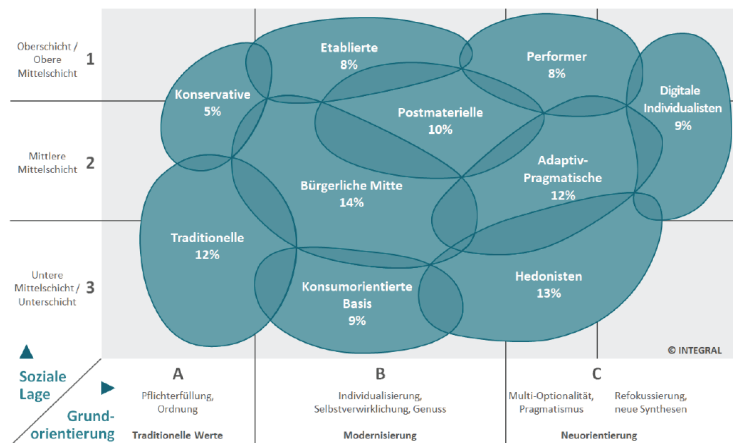 Oberschicht /
Obere
Mittelschicht
1
Etablierte
8%
Performer
8%
Konservative
5%
Digitale
Individualisten
9%
Postmaterielle
10%
Mittlere
Mittelschicht
2
Adaptiv-
Pragmatische
12%
Bürgerliche Mitte
14%
Traditionelle
12%
Untere
Mittelschicht /
Unterschicht
3
Konsumorientierte
Basis
9%
Hedonisten
13%
© INTEGRAL
Soziale
Lage
Grund-
orientierung
A
Pflichterfüllung,
Ordnung
Traditionelle Werte
B
Individualisierung,
Selbstverwirklichung, Genuss
Modernisierung
C
Multi-Optionalität,
Pragmatismus
Refokussierung,
neue Synthesen
Neuorientierung